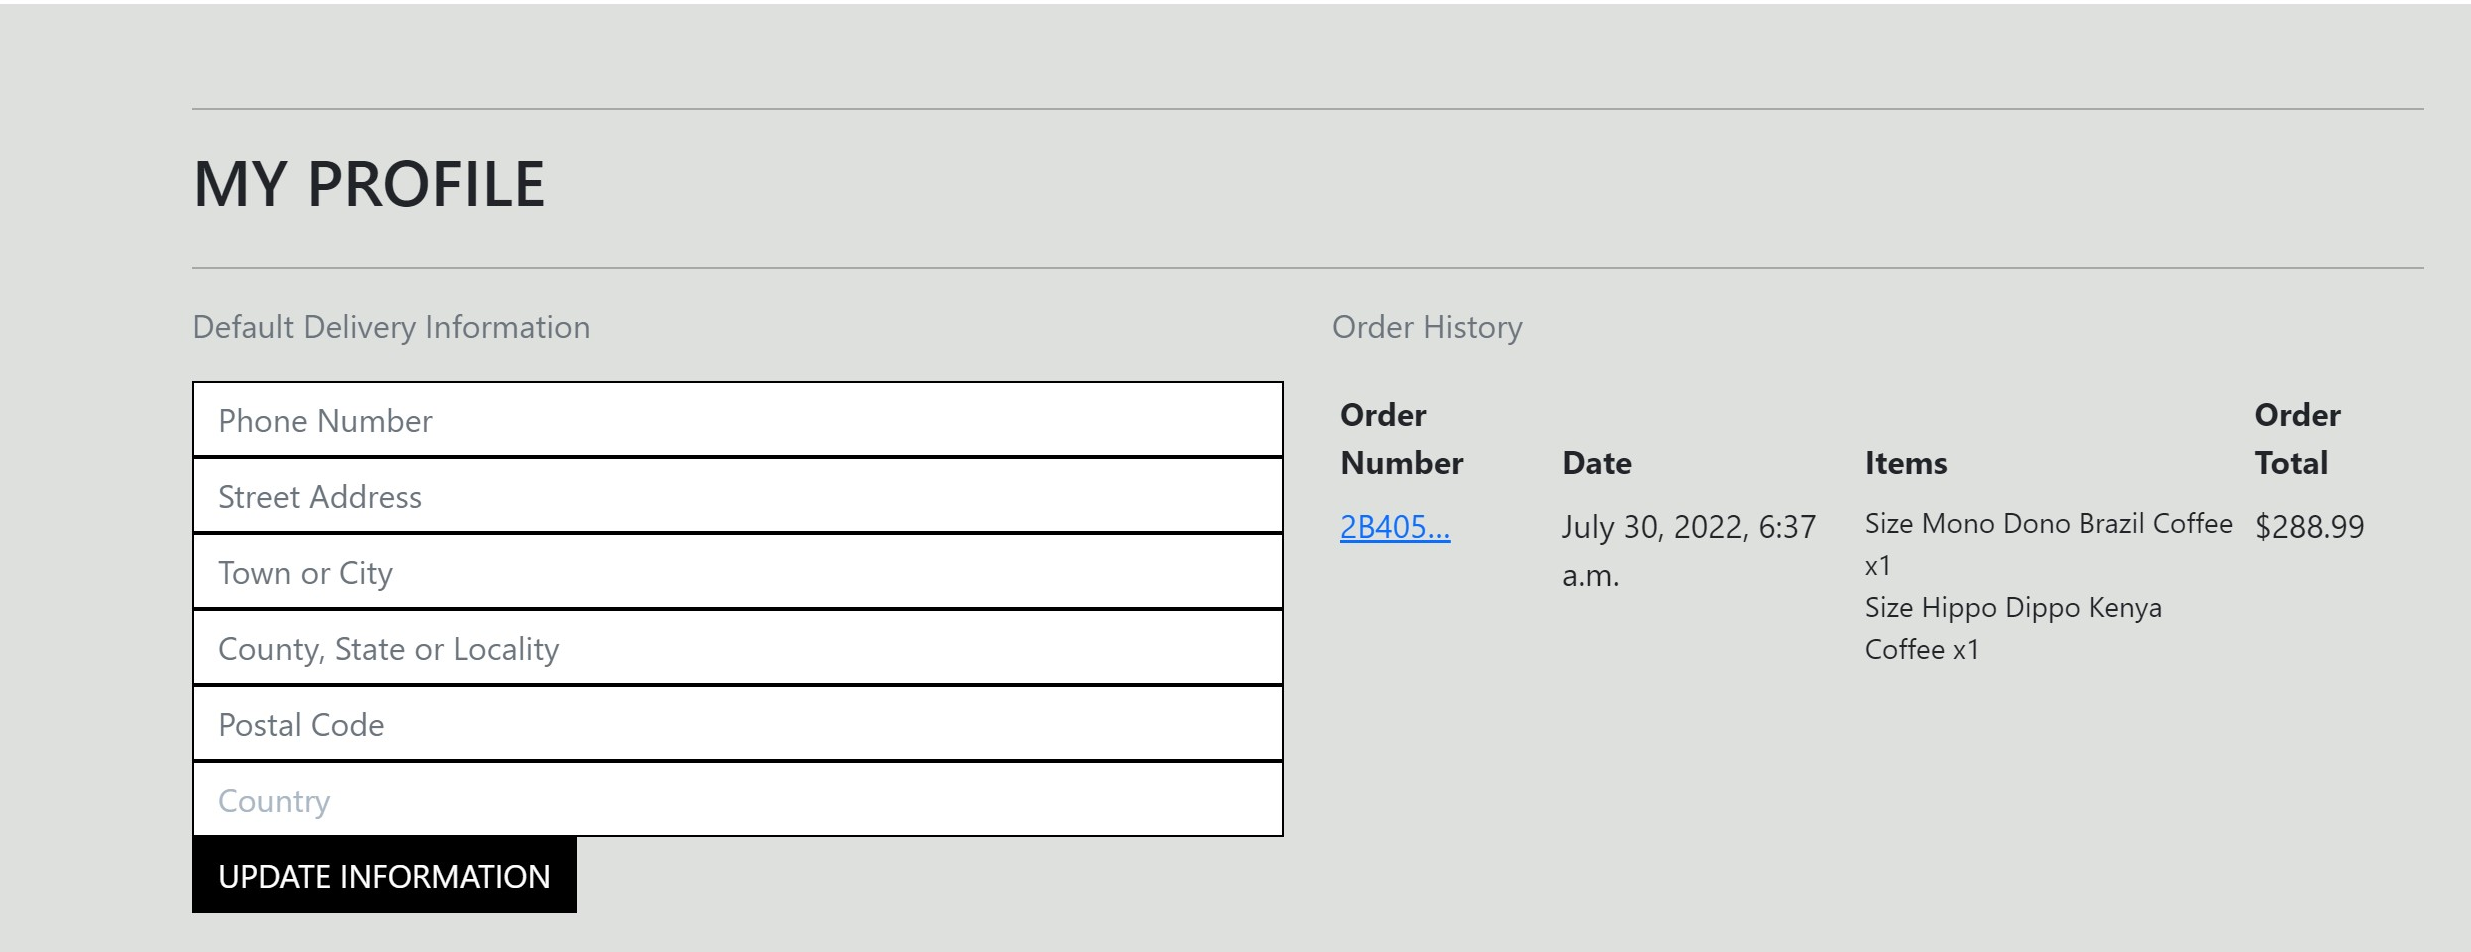 MY PROFILE
Default Delivery Information
Phone Number
Street Address
Town or City
County, State or Locality
Postal Code
Country
UPDATE INFORMATION
Order History
Order
Number
Date
Items
Order
Total
2B405...
July 30, 2022, 6:37
a.m.
Size Mono Dono Brazil Coffee
x1
Size Hippo Dippo Kenya
Coffee x1
$288.99